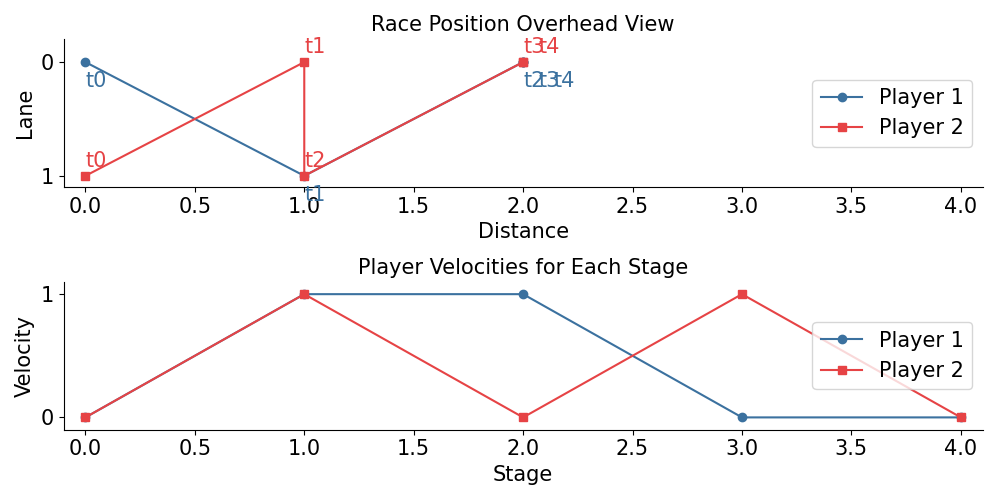 Race Position Overhead View
t1
t3
t4
0
t0
t2
t3
t4
Player 1
Player 2
Lane
t0
t2
1
t1
0.0 0.5 1.0 1.5 2.0 2.5 3.0 3.5 4.0
Distance
Player Velocities for Each Stage
1
Velocity
Player 1
Player 2
0
0.0 0.5 1.0 1.5 2.0 2.5 3.0 3.5 4.0
Stage